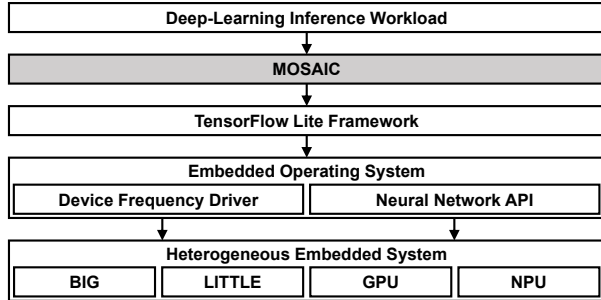 Deep-Learning Inference Workload
MOSAIC
TensorFlow Lite Framework
Embedded Operating System
Device Frequency Driver Neural Network API
Heterogeneous Embedded System
BIG LITTLE GPU NPU